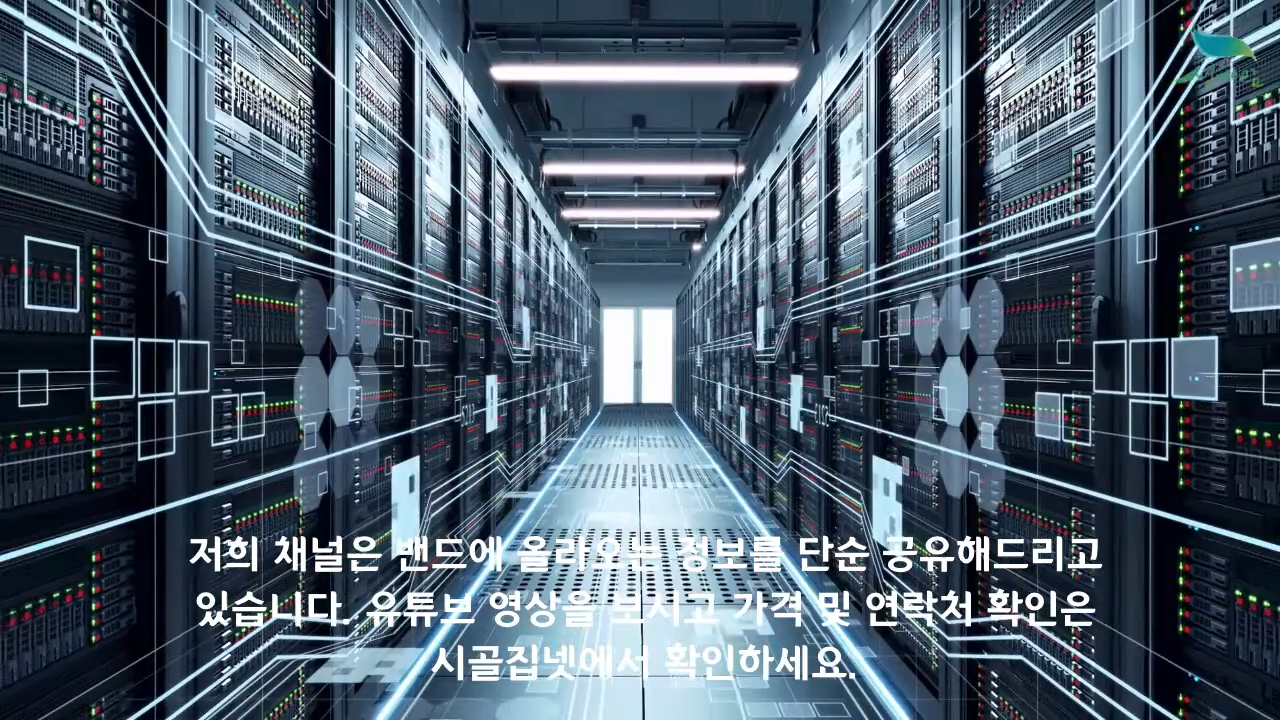 저희 채널은 밴드에 올라오는 정보를 단순 공유해드리고
있습니다. 유튜브 영상을 보시고 가격 및 연락처 확인은
시골집넷에서 확인하세요.